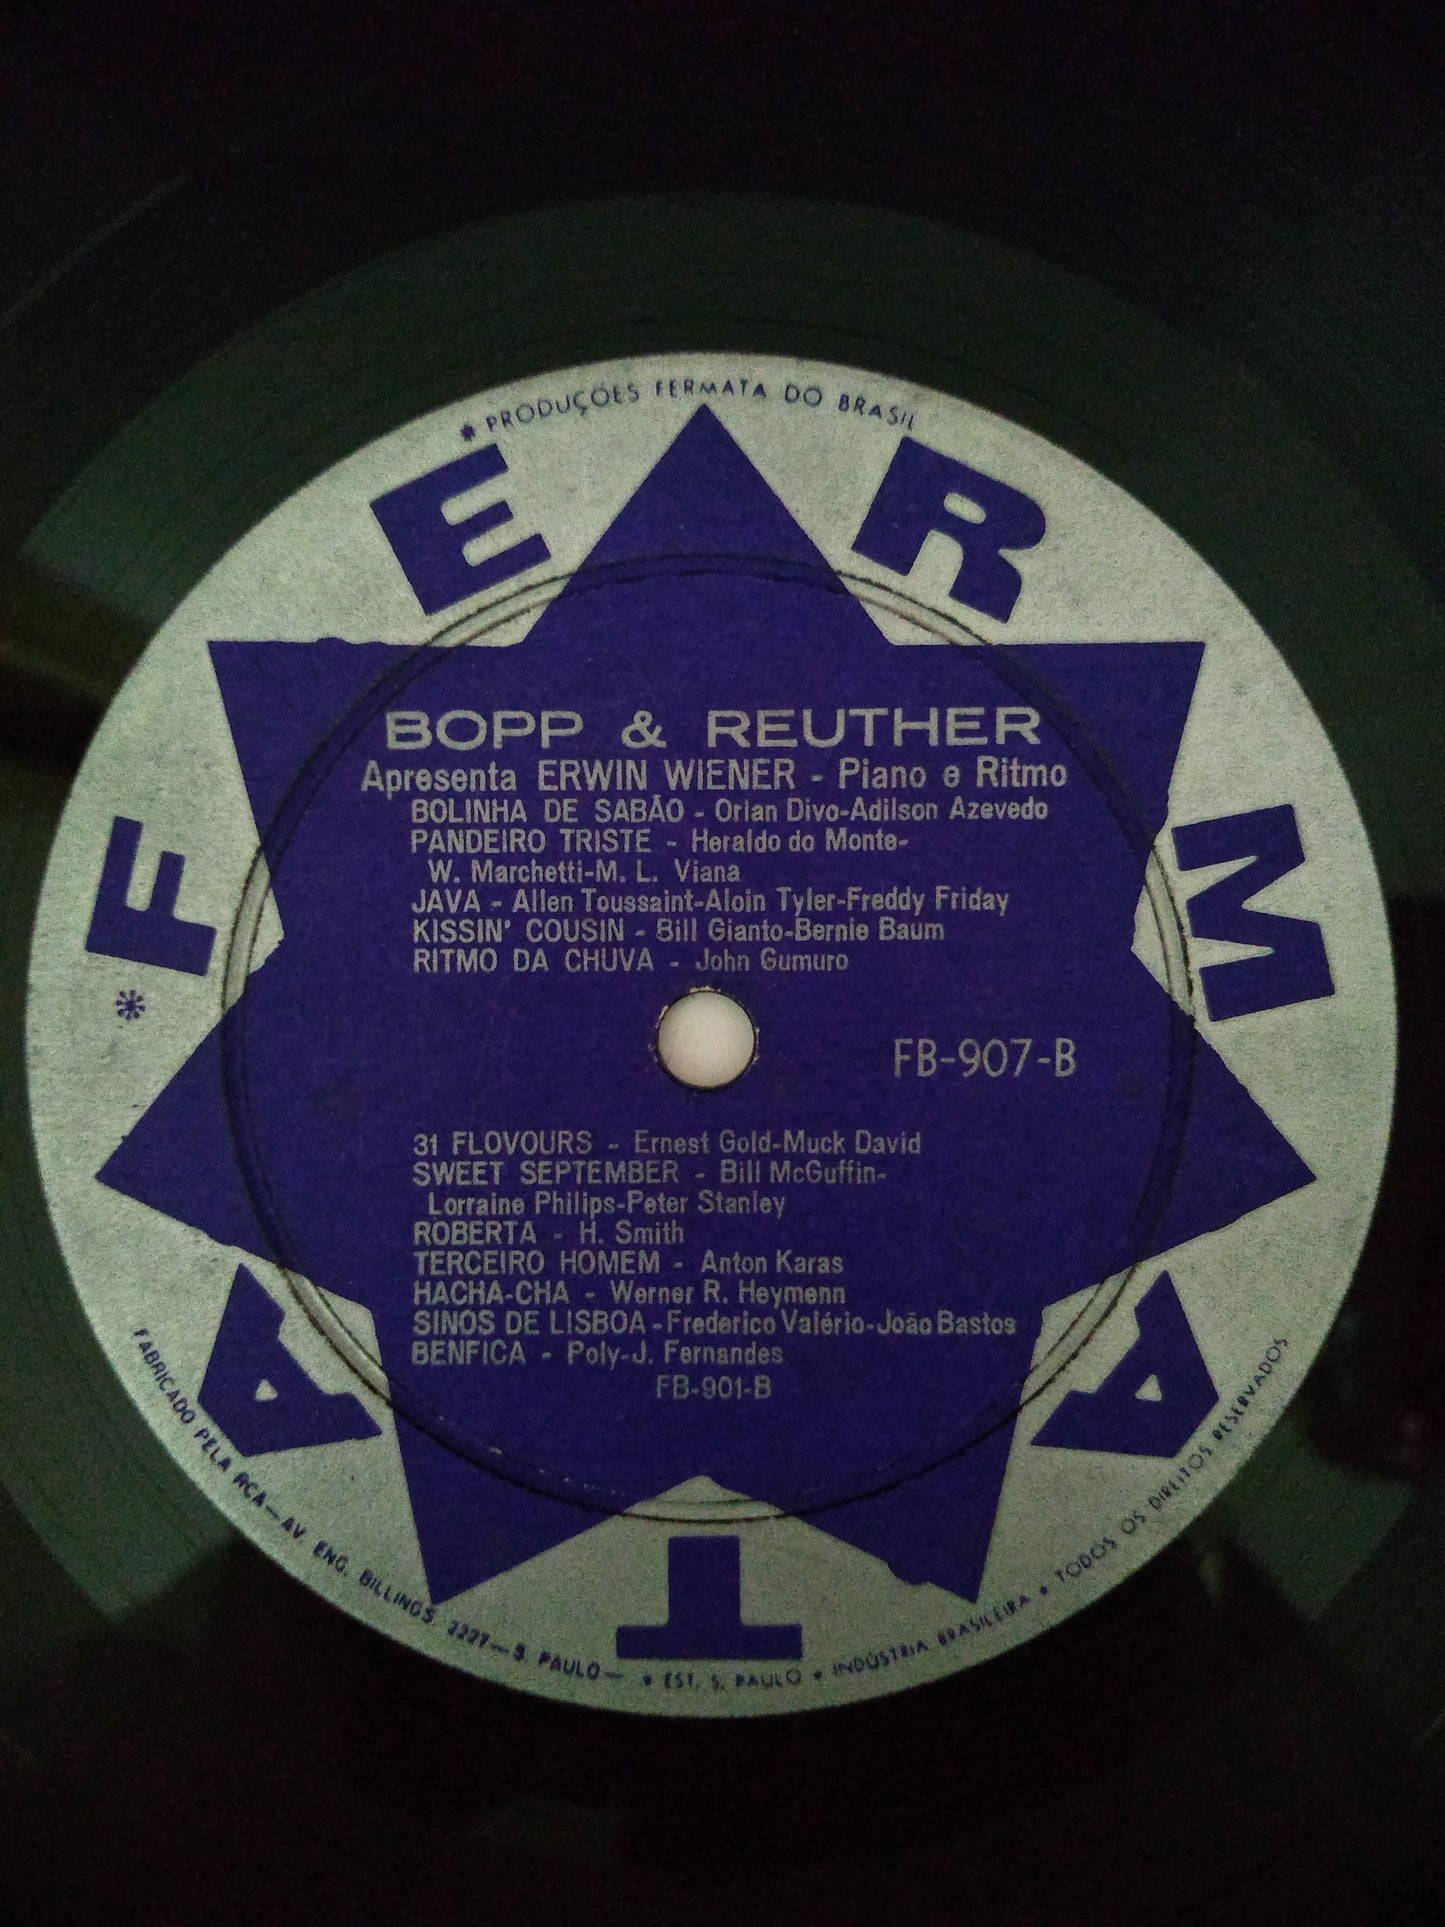 * PRODUÇÕES FERMATA DO BRASIL
* FERMATA
BOPP & REUTHER
Apresenta ERWIN WIENER - Piano e Ritmo
BOLINHA DE SABÃO - Orlan Divo-Adilson Azevedo
PANDEIRO TRISTE - Heraldo do Monte-
W. Marchetti-M. L. Viana
JAVA - Allen Toussaint-Aloin Tyler-Freddy Friday
KISSIN' COUSIN - Bill Gianto-Bernie Baum
RITMO DA CHUVA - John Gumuro
FB-907-B
31 FLOVOURS - Ernest Gold-Muck David
SWEET SEPTEMBER - Bill McGuffin-
Lorraine Philips-Peter Stanley
ROBERTA - H. Smith
TERCEIRO HOMEM - Anton Karas
HACHA-CHA - Werner R. Heymenn
SINOS DE LISBOA - Frederico Valério-João Bastos
BENFICA - Poly-J. Fernandes
FB-901-B
FABRICADO PELA RCA — AV. ENG. BILLINGS, 2227 — S. PAULO — * EST. S. PAULO • INDÚSTRIA BRASILEIRA • TODOS OS DIREITOS RESERVADOS